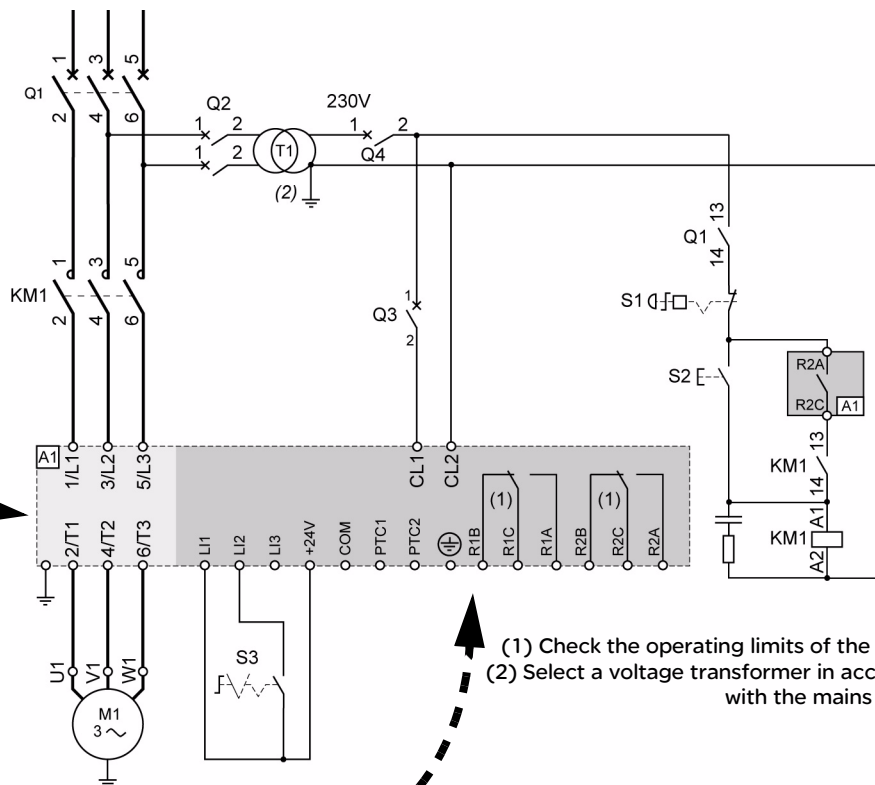 1 3 5
Q1
2 4 6
Q2
1 2
1 2
T1
(2)
230V
1 2
Q4
13
Q1
14
1 3 5
KM1
2 4 6
1
Q3
2
S1
S2
R2A
R2C A1
13
KM1
14
A1
KM1
A2
A1
1/L1 3/L2 5/L3 CL1 CL2
(1) (1)
2/T1 4/T2 6/T3 LI1 LI2 LI3 +24V COM PTC1 PTC2 R1B R1C R1A R2B R2C R2A
S3
U1 V1 W1
M1
3
(1) Check the operating limits of the
(2) Select a voltage transformer in acc
with the mains